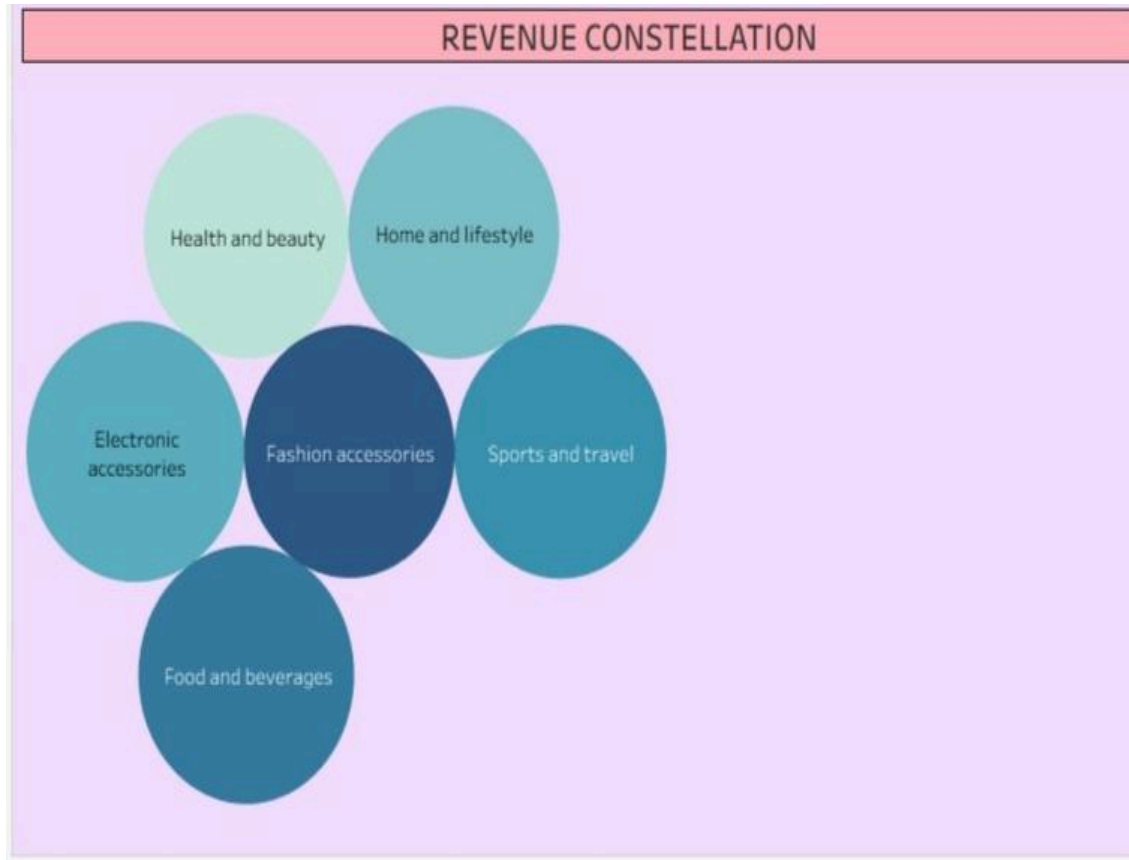 REVENUE CONSTELLATION
Health and beauty
Home and lifestyle
Electronic
accessories
Fashion accessories
Sports and travel
Food and beverages